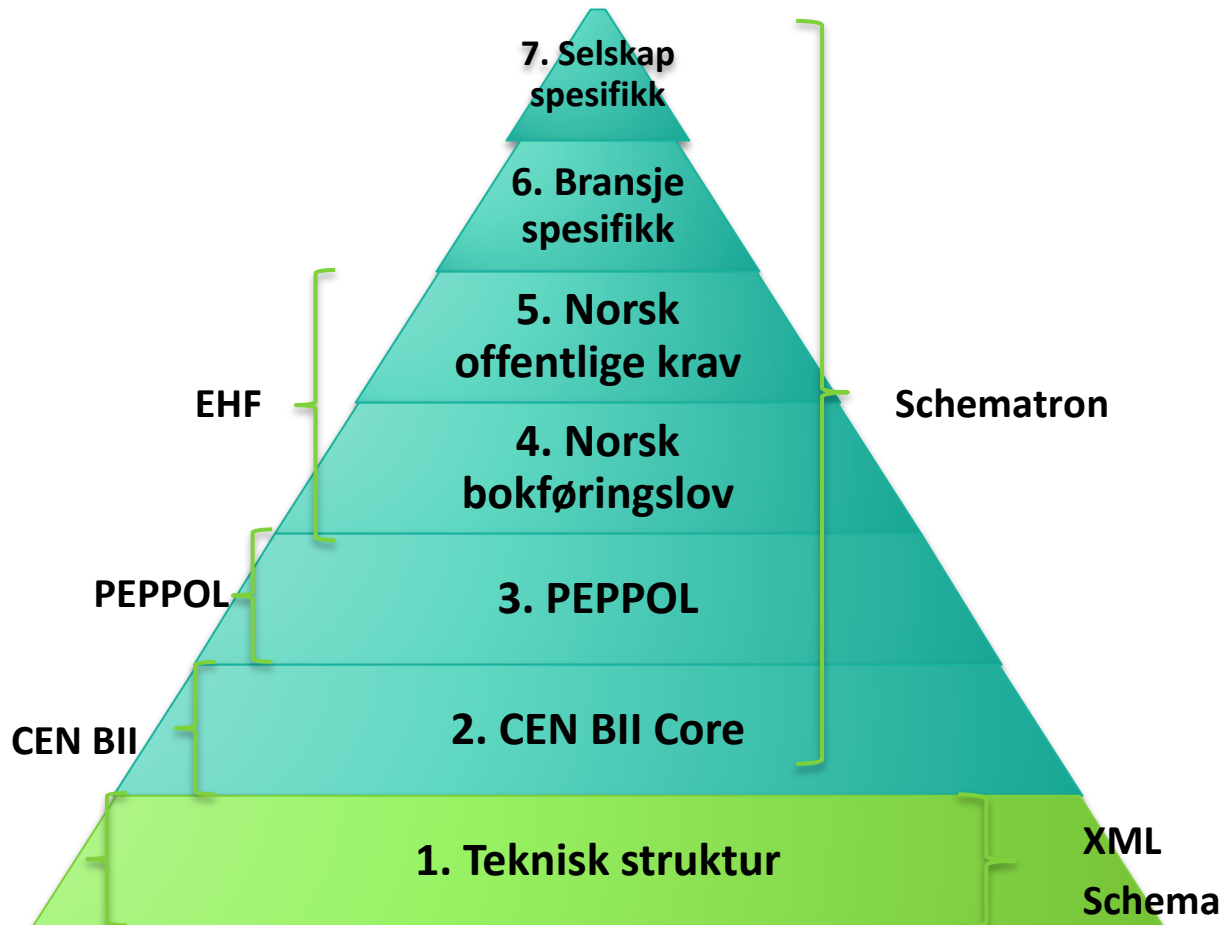 7. Selskap
spesifikk
6. Bransje
spesifikk
5. Norsk
offentlige krav
EHF
Schematron
4. Norsk
bokføringslov
PEPPOL
3. PEPPOL
CEN BII
2. CEN BII Core
1. Teknisk struktur
XML
Schema